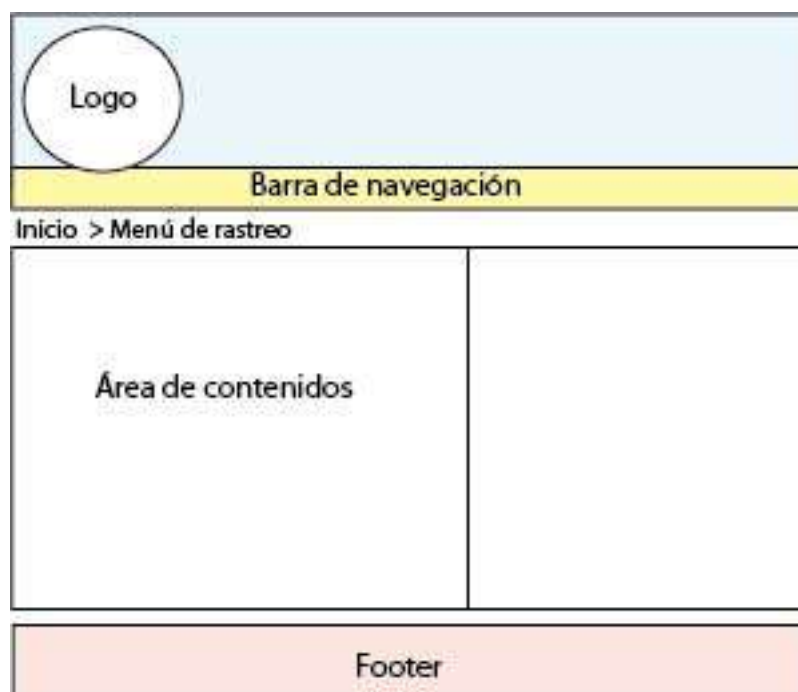 Logo
Barra de navegación
Inicio > Menú de rastreo
Área de contenidos
Footer